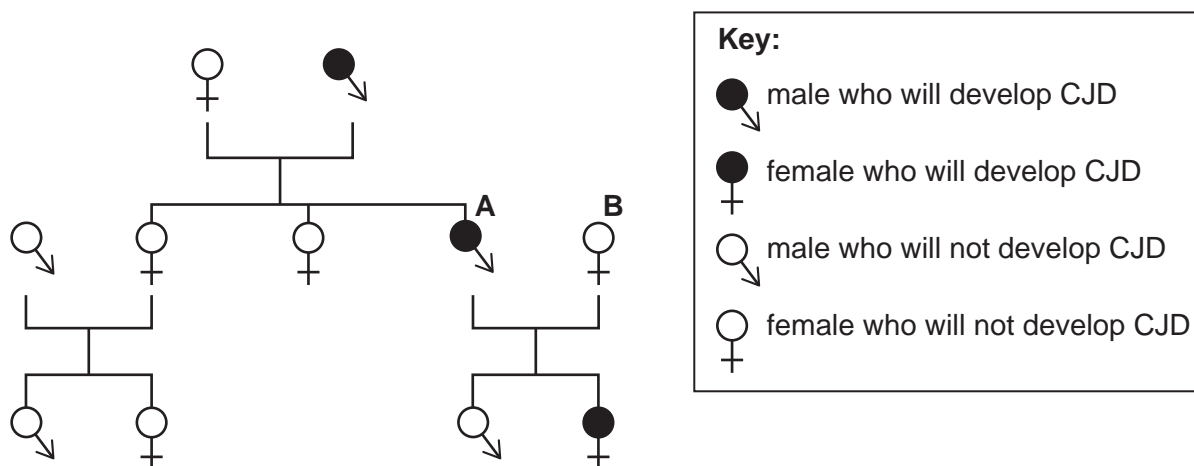 A
B
Key:
male who will develop CJD
female who will develop CJD
male who will not develop CJD
female who will not develop CJD